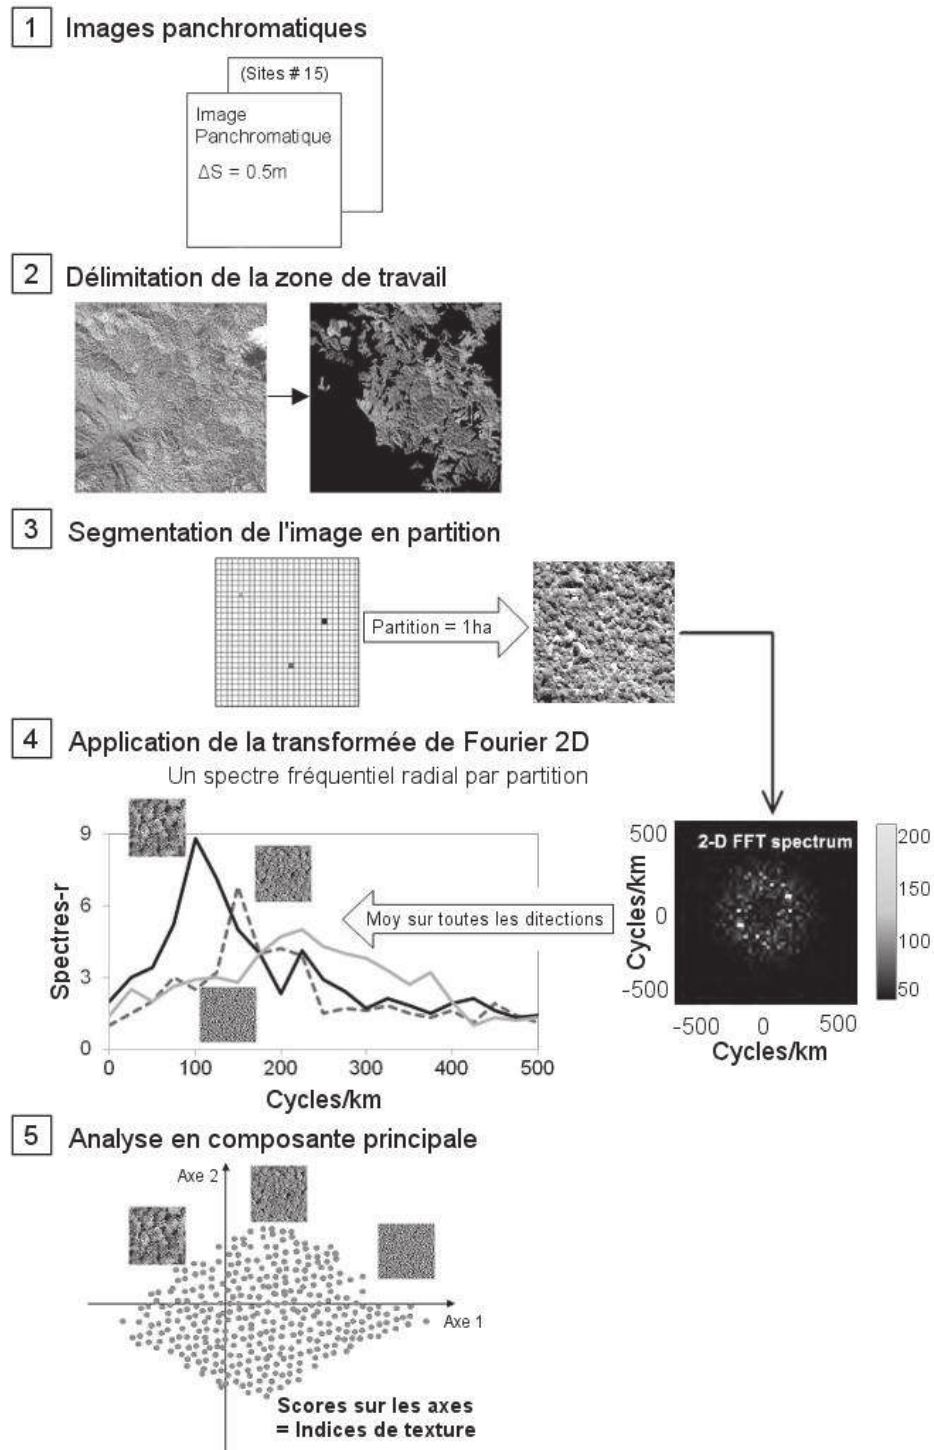 1 Images panchromatiques
(Sites # 15)
Image
Panchromatique
ΔS = 0.5m
2 Délimitation de la zone de travail
3 Segmentation de l'image en partition
Partition = 1ha
4 Application de la transformée de Fourier 2D
Un spectre fréquentiel radial par partition
9
6
3
0
Spectres-r
0 100 200 300 400 500
Cycles/km
Moy sur toutes les ditections
2-D FFT spectrum
500
0
-500
Cycles/km
-500 0 500
Cycles/km
200
150
100
50
5 Analyse en composante principale
Axe 2
Axe 1
Scores sur les axes
= Indices de texture